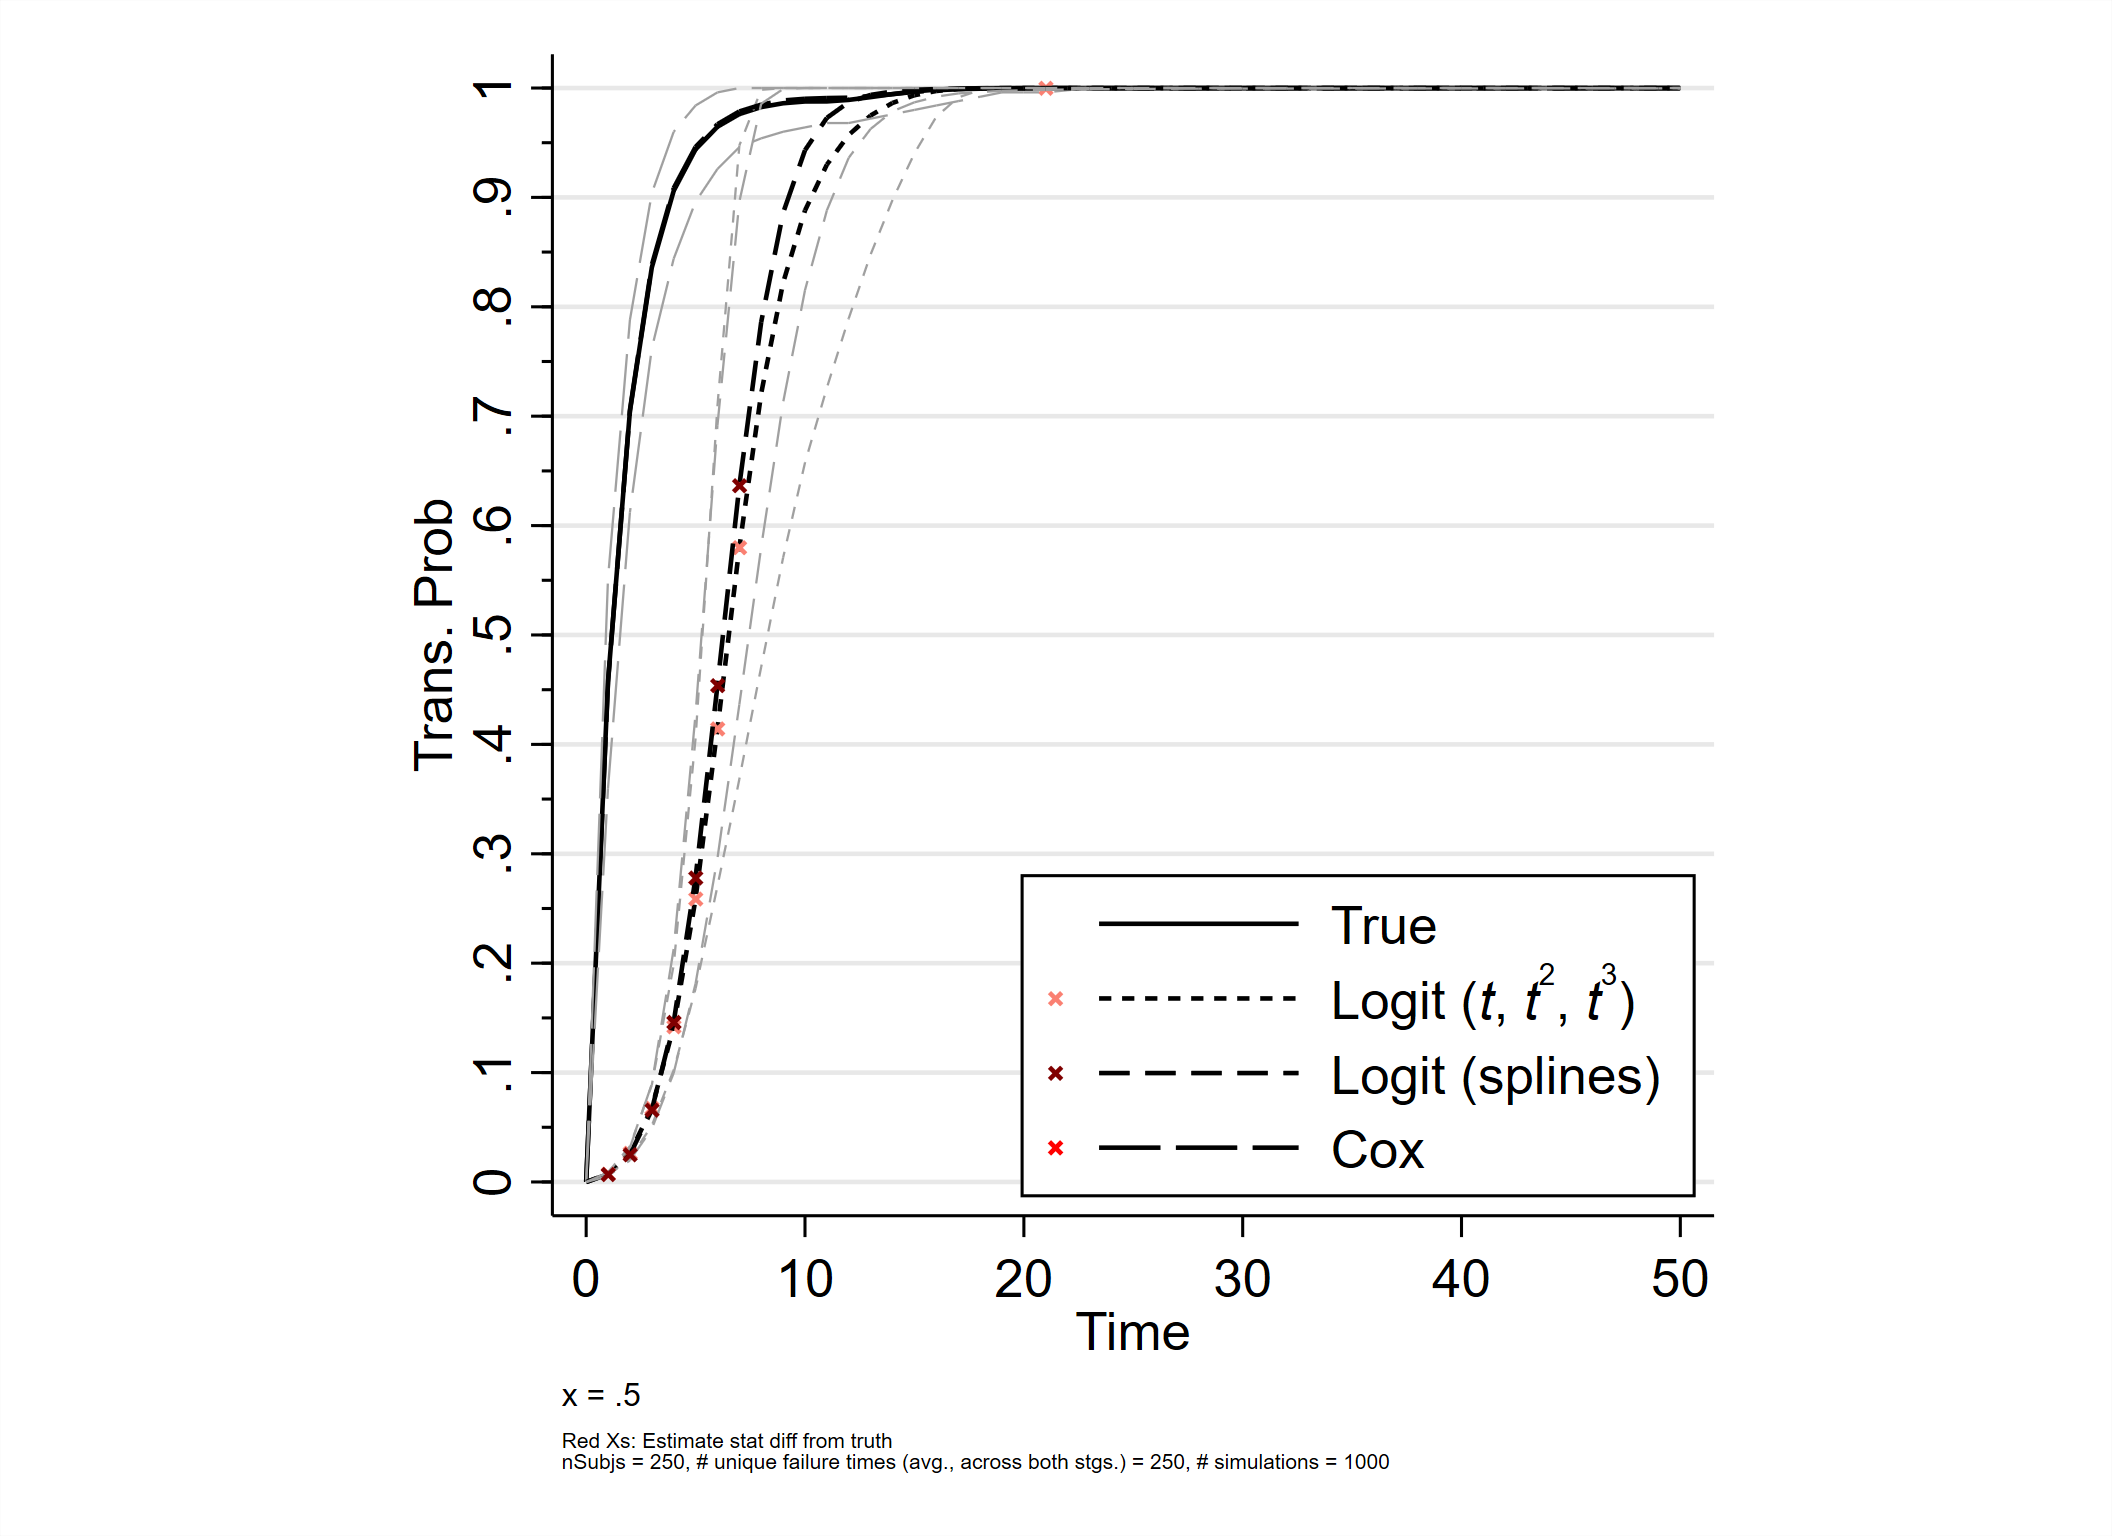 1
.9
.8
.7
.6
.5
.4
.3
.2
.1
0
Trans. Prob
True
Logit (t, t², t³)
Logit (splines)
Cox
0 10 20 30 40 50
Time
x = .5
Red Xs: Estimate stat diff from truth
nSubjs = 250, # unique failure times (avg., across both stgs.) = 250, # simulations = 1000